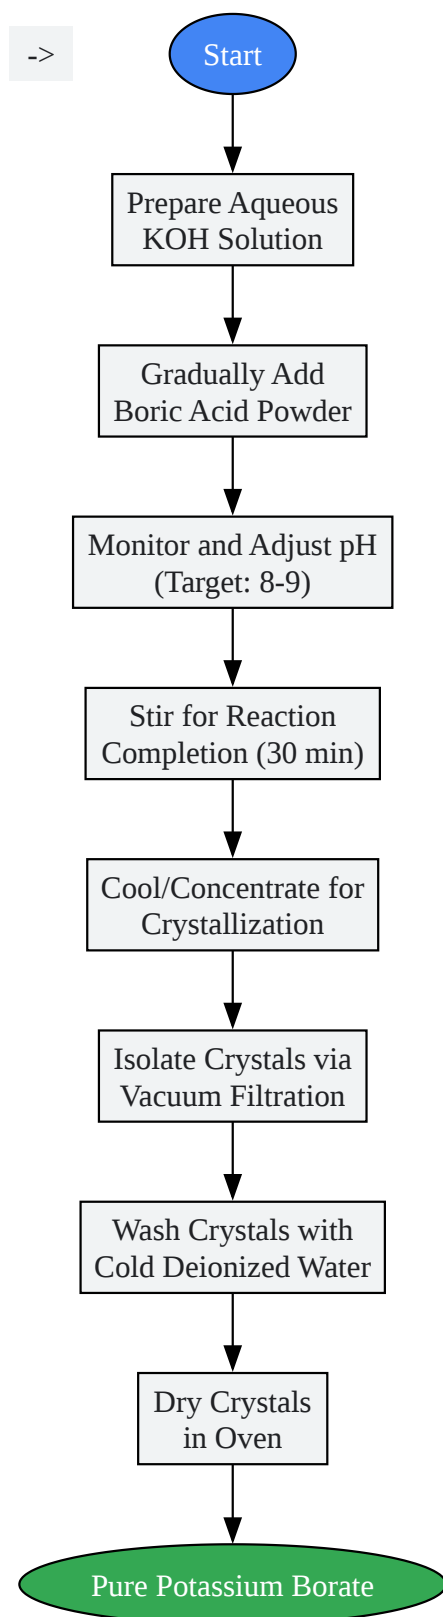 ->
Start
Prepare Aqueous
KOH Solution
Gradually Add
Boric Acid Powder
Monitor and Adjust pH
(Target: 8-9)
Stir for Reaction
Completion (30 min)
Cool/Concentrate for
Crystallization
Isolate Crystals via
Vacuum Filtration
Wash Crystals with
Cold Deionized Water
Dry Crystals
in Oven
Pure Potassium Borate